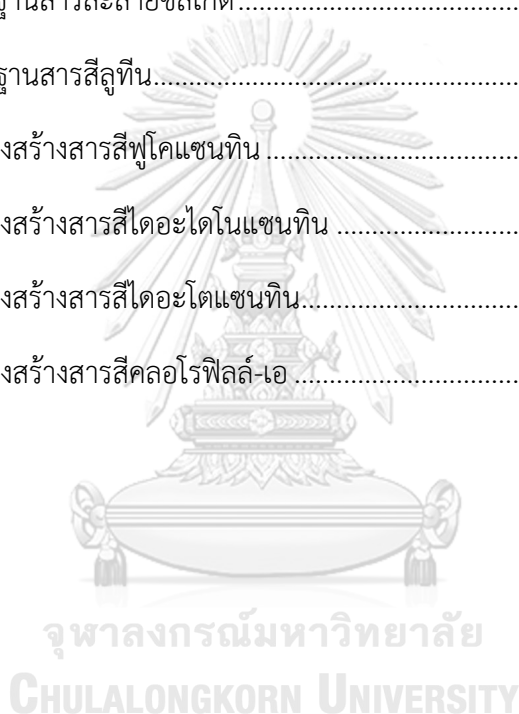 ฐานสารละลายซิลิเกต..............................
ฐานสารสีลูทีน..............................................
งสร้างสารสีฟูโคแซนทิน................................
งสร้างสารสีไดอะไดโนแซนทิน .......................
งสร้างสารสีไดอะโตแซนทิน...........................
งสร้างสารสีคลอโรฟิลล์-เอ ............................
จุฬาลงกรณ์มหาวิทยาลัย
CHULALONGKORN UNIVERSITY